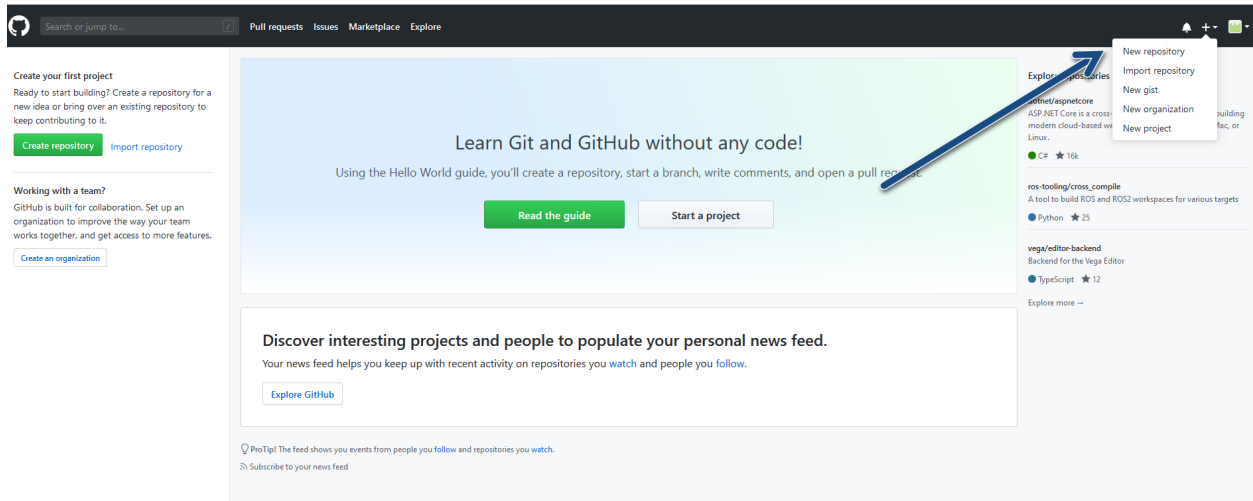 Search or jump to... /
Pull requests Issues Marketplace Explore
New repository
Import repository
New gist
New organization
New project
Create your first project
Ready to start building? Create a repository for a
new idea or bring over an existing repository to
keep contributing to it.
Create repository Import repository
Working with a team?
GitHub is built for collaboration. Set up an
organization to improve the way your team
works together, and get access to more features.
Create an organization
Learn Git and GitHub without any code!
Using the Hello World guide, you'll create a repository, start a branch, write comments, and open a pull request.
Read the guide Start a project
Discover interesting projects and people to populate your personal news feed.
Your news feed helps you keep up with recent activity on repositories you watch and people you follow.
Explore GitHub
ProTip! The feed shows you events from people you follow and repositories you watch.
Subscribe to your news feed
Explore repositories
dotnet/aspnetcore
ASP.NET Core is a cross- building
modern cloud-based Mac, or
Linux.
C# 16k
ros-tooling/cross_compile
A tool to build ROS and ROS2 workspaces for various targets
Python 25
vega/editor-backend
Backend for the Vega Editor
TypeScript 12
Explore more →